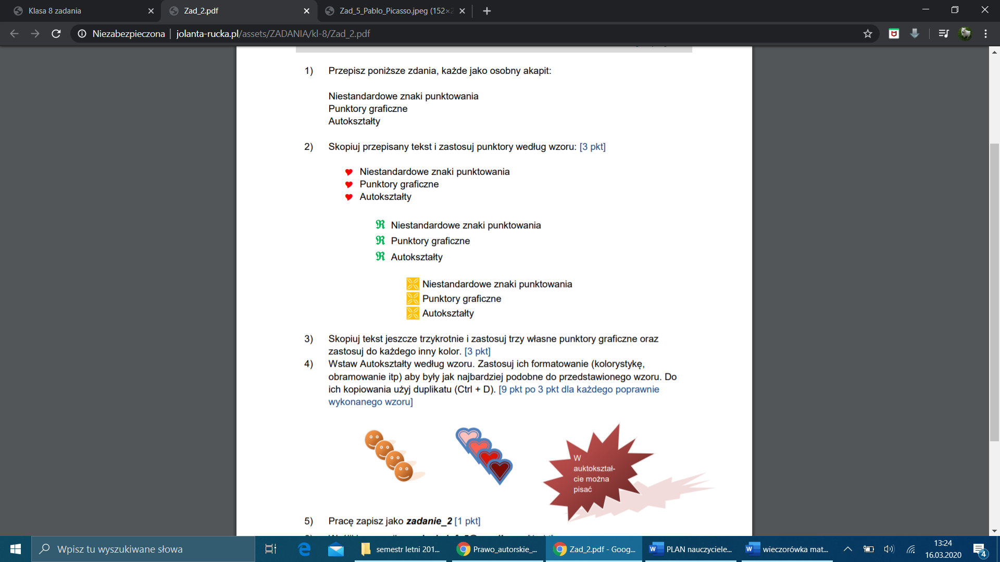 Klasa 8 zadania
Zad_2.pdf
Zad_5_Pablo_Picasso.jpeg (152×2
Niezabezpieczona | jolanta-rucka.pl/assets/ZADANIA/kl-8/Zad_2.pdf
1) Przepisz poniższe zdania, każde jako osobny akapit:
Niestandardowe znaki punktowania
Punktory graficzne
Autokształty
2) Skopiuj przepisany tekst i zastosuj punktory według wzoru: [3 pkt]
♥ Niestandardowe znaki punktowania
♥ Punktory graficzne
♥ Autokształty
ℜ Niestandardowe znaki punktowania
ℜ Punktory graficzne
ℜ Autokształty
Niestandardowe znaki punktowania
Punktory graficzne
Autokształty
3) Skopiuj tekst jeszcze trzykrotnie i zastosuj trzy własne punktory graficzne oraz
zastosuj do każdego inny kolor. [3 pkt]
4) Wstaw Autokształty według wzoru. Zastosuj ich formatowanie (kolorystykę,
obramowanie itp) aby były jak najbardziej podobne do przedstawionego wzoru. Do
ich kopiowania użyj duplikatu (Ctrl + D). [9 pkt po 3 pkt dla każdego poprawnie
wykonanego wzoru]
W
auktokształ-
cie można
pisać
5) Pracę zapisz jako zadanie_2 [1 pkt]
Wpisz tu wyszukiwane słowa
semestr letni 201...
Prawo_autorskie_...
Zad_2.pdf - Goog...
PLAN nauczyciele...
wieczorówka mat...
13:24
16.03.2020
4